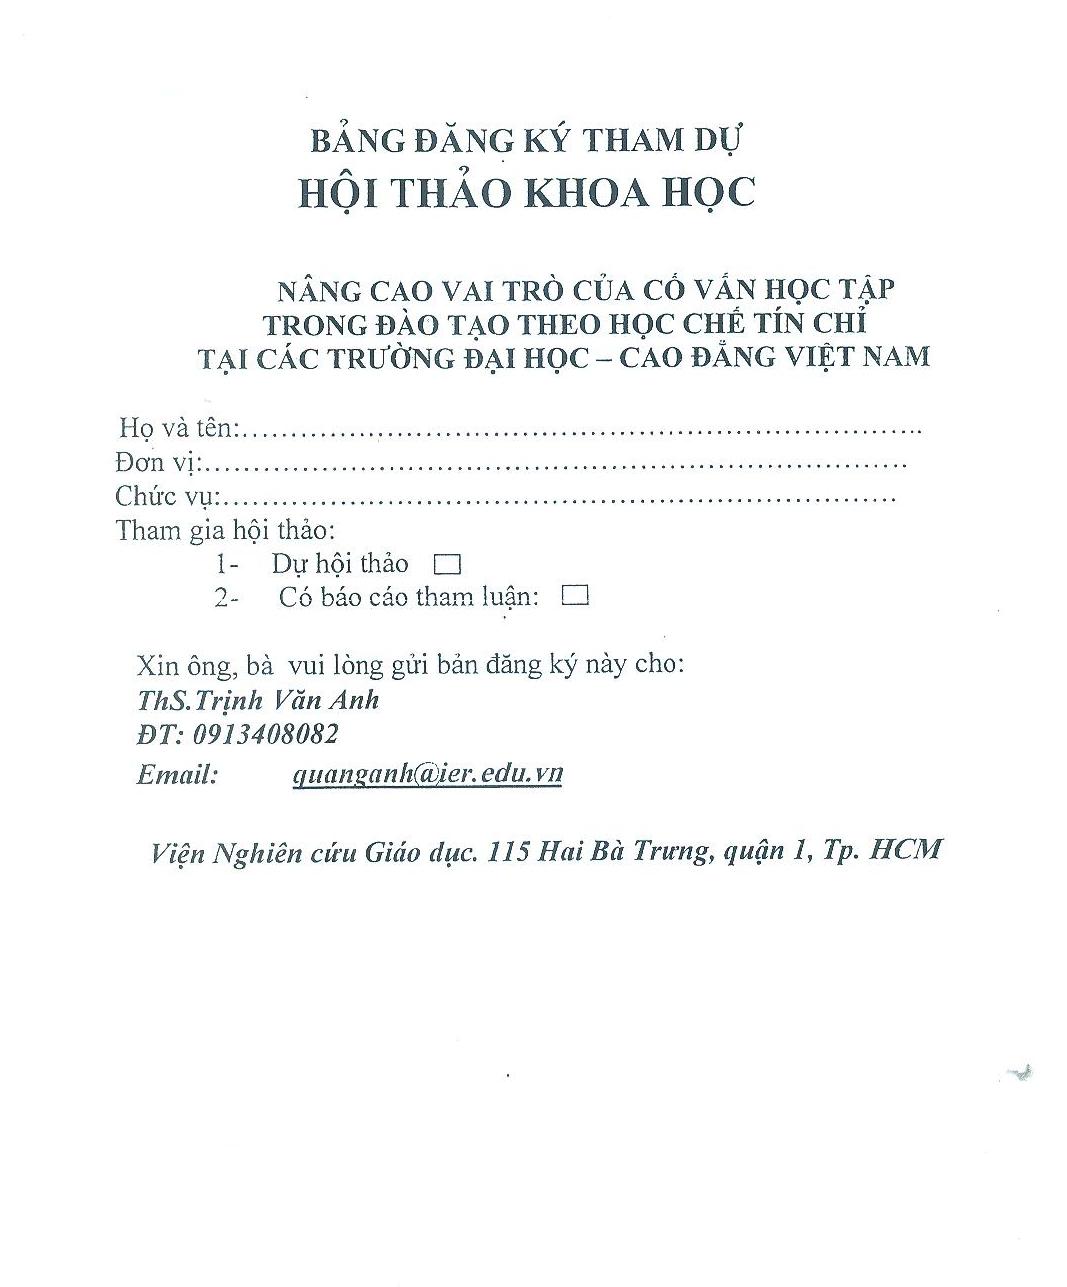 BẢNG ĐĂNG KÝ THAM DỰ
HỘI THẢO KHOA HỌC
NÂNG CAO VAI TRÒ CỦA CỐ VẤN HỌC TẬP
TRONG ĐÀO TẠO THEO HỌC CHẾ TÍN CHỈ
TẠI CÁC TRƯỜNG ĐẠI HỌC – CAO ĐẲNG VIỆT NAM
Họ và tên:..........................................................................
Đơn vị:............................................................................
Chức vụ:.........................................................................
Tham gia hội thảo:
1- Dự hội thảo ☐
2- Có báo cáo tham luận: ☐
Xin ông, bà vui lòng gửi bản đăng ký này cho:
ThS.Trịnh Văn Anh
ĐT: 0913408082
Email: quanganh@ier.edu.vn
Viện Nghiên cứu Giáo dục. 115 Hai Bà Trưng, quận 1, Tp. HCM